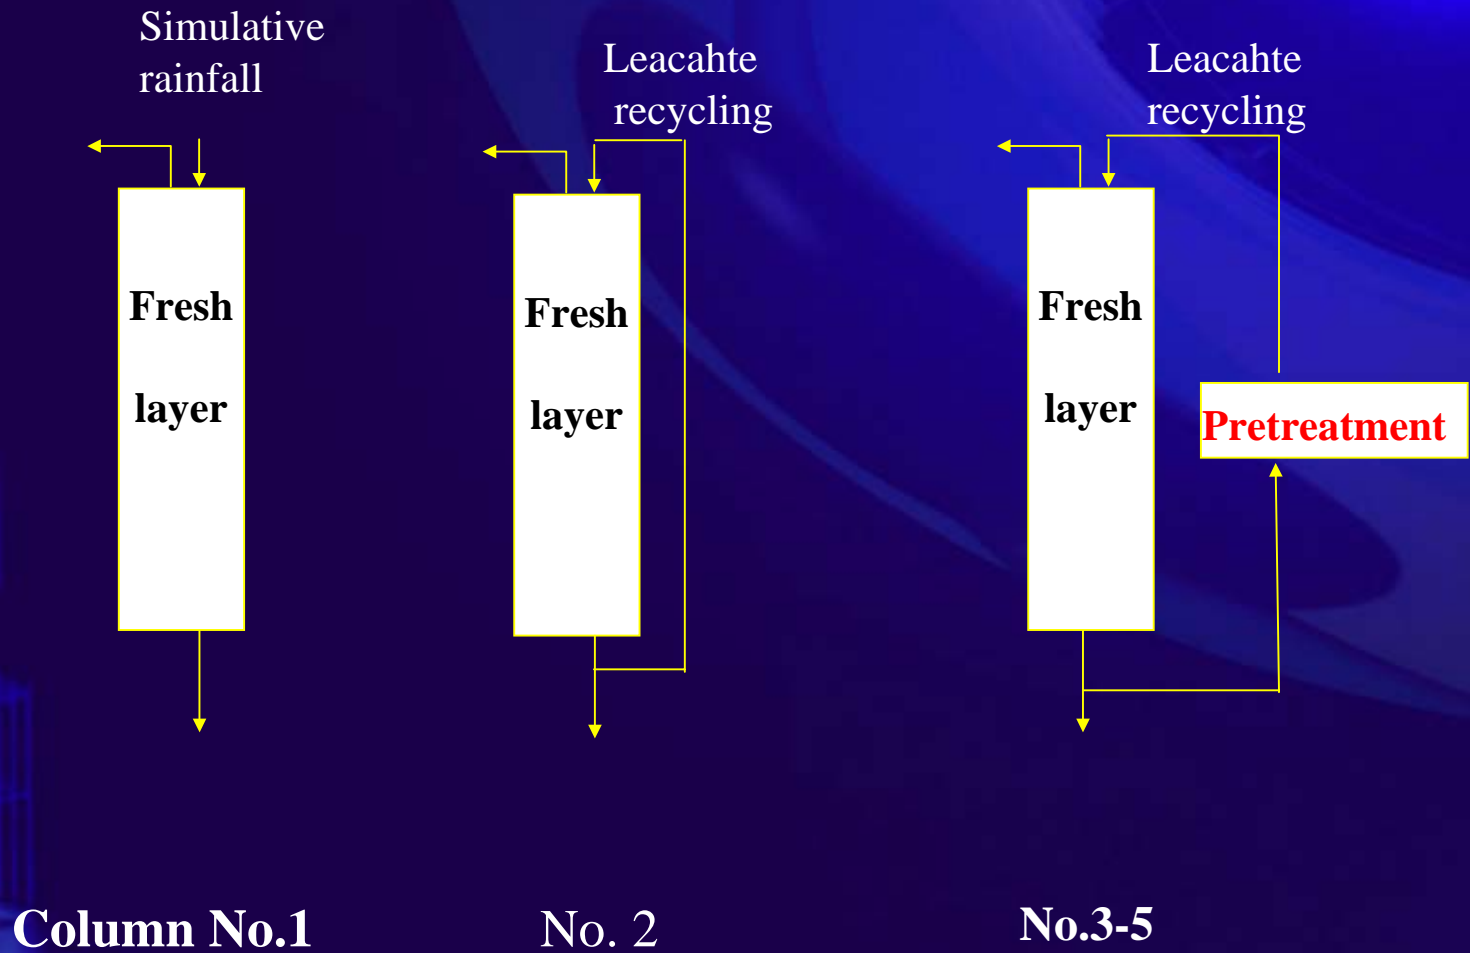 Simulative
rainfall
Leacahte
recycling
Leacahte
recycling
Fresh
layer
Fresh
layer
Fresh
layer
Pretreatment
Column No.1
No. 2
No.3-5